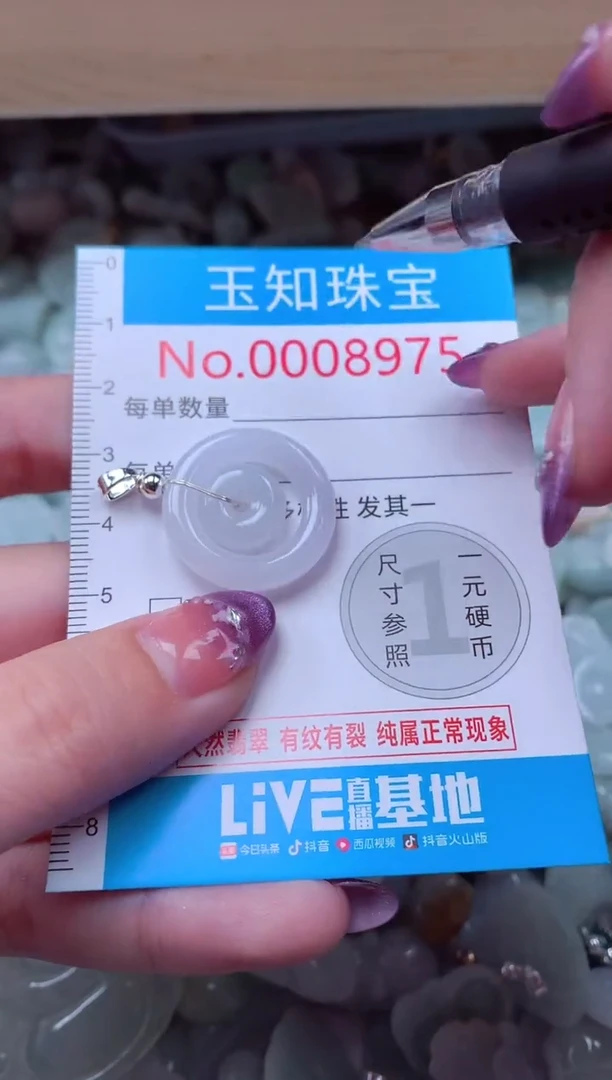 0
玉知珠宝
1
No.0008975
2
每单数量
3
每单
4
性发其一
5
尺寸参照
1
一元硬币
天然翡翠 有纹有裂 纯属正常现象
LiVE直播基地
8
今日头条 抖音 西瓜视频 抖音火山版